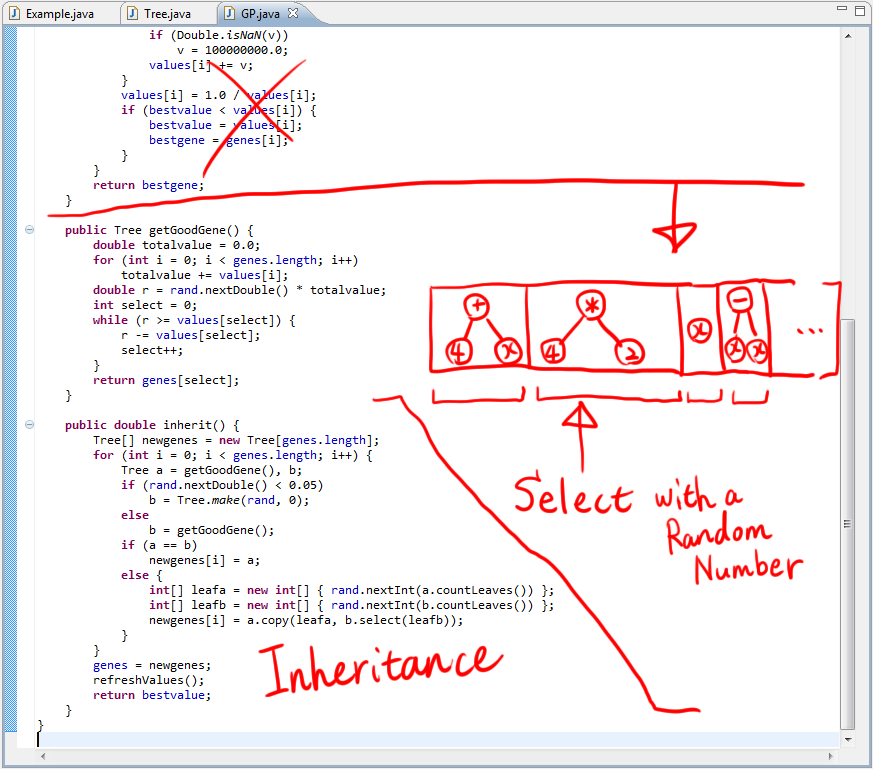 Example.java Tree.java GP.java
if (Double.isNaN(v))
v = 100000000.0;
values[i] += v;
}
values[i] = 1.0 / values[i];
if (bestvalue < values[i]) {
bestvalue = values[i];
bestgene = genes[i];
}
}
return bestgene;
}
public Tree getGoodGene() {
double totalvalue = 0.0;
for (int i = 0; i < genes.length; i++)
totalvalue += values[i];
double r = rand.nextDouble() * totalvalue;
int select = 0;
while (r >= values[select]) {
r -= values[select];
select++;
}
return genes[select];
}
+ * x - ...
4 x 4 2 x x
public double inherit() {
Tree[] newgenes = new Tree[genes.length];
for (int i = 0; i < genes.length; i++) {
Tree a = getGoodGene(), b;
if (rand.nextDouble() < 0.05)
b = Tree.make(rand, 0);
else
b = getGoodGene();
if (a == b)
newgenes[i] = a;
else {
int[] leafa = new int[] { rand.nextInt(a.countLeaves()) };
int[] leafb = new int[] { rand.nextInt(b.countLeaves()) };
newgenes[i] = a.copy(leafa, b.select(leafb));
}
}
genes = newgenes;
refreshValues();
return bestvalue;
}
}
Select with a
Random
Number
Inheritance